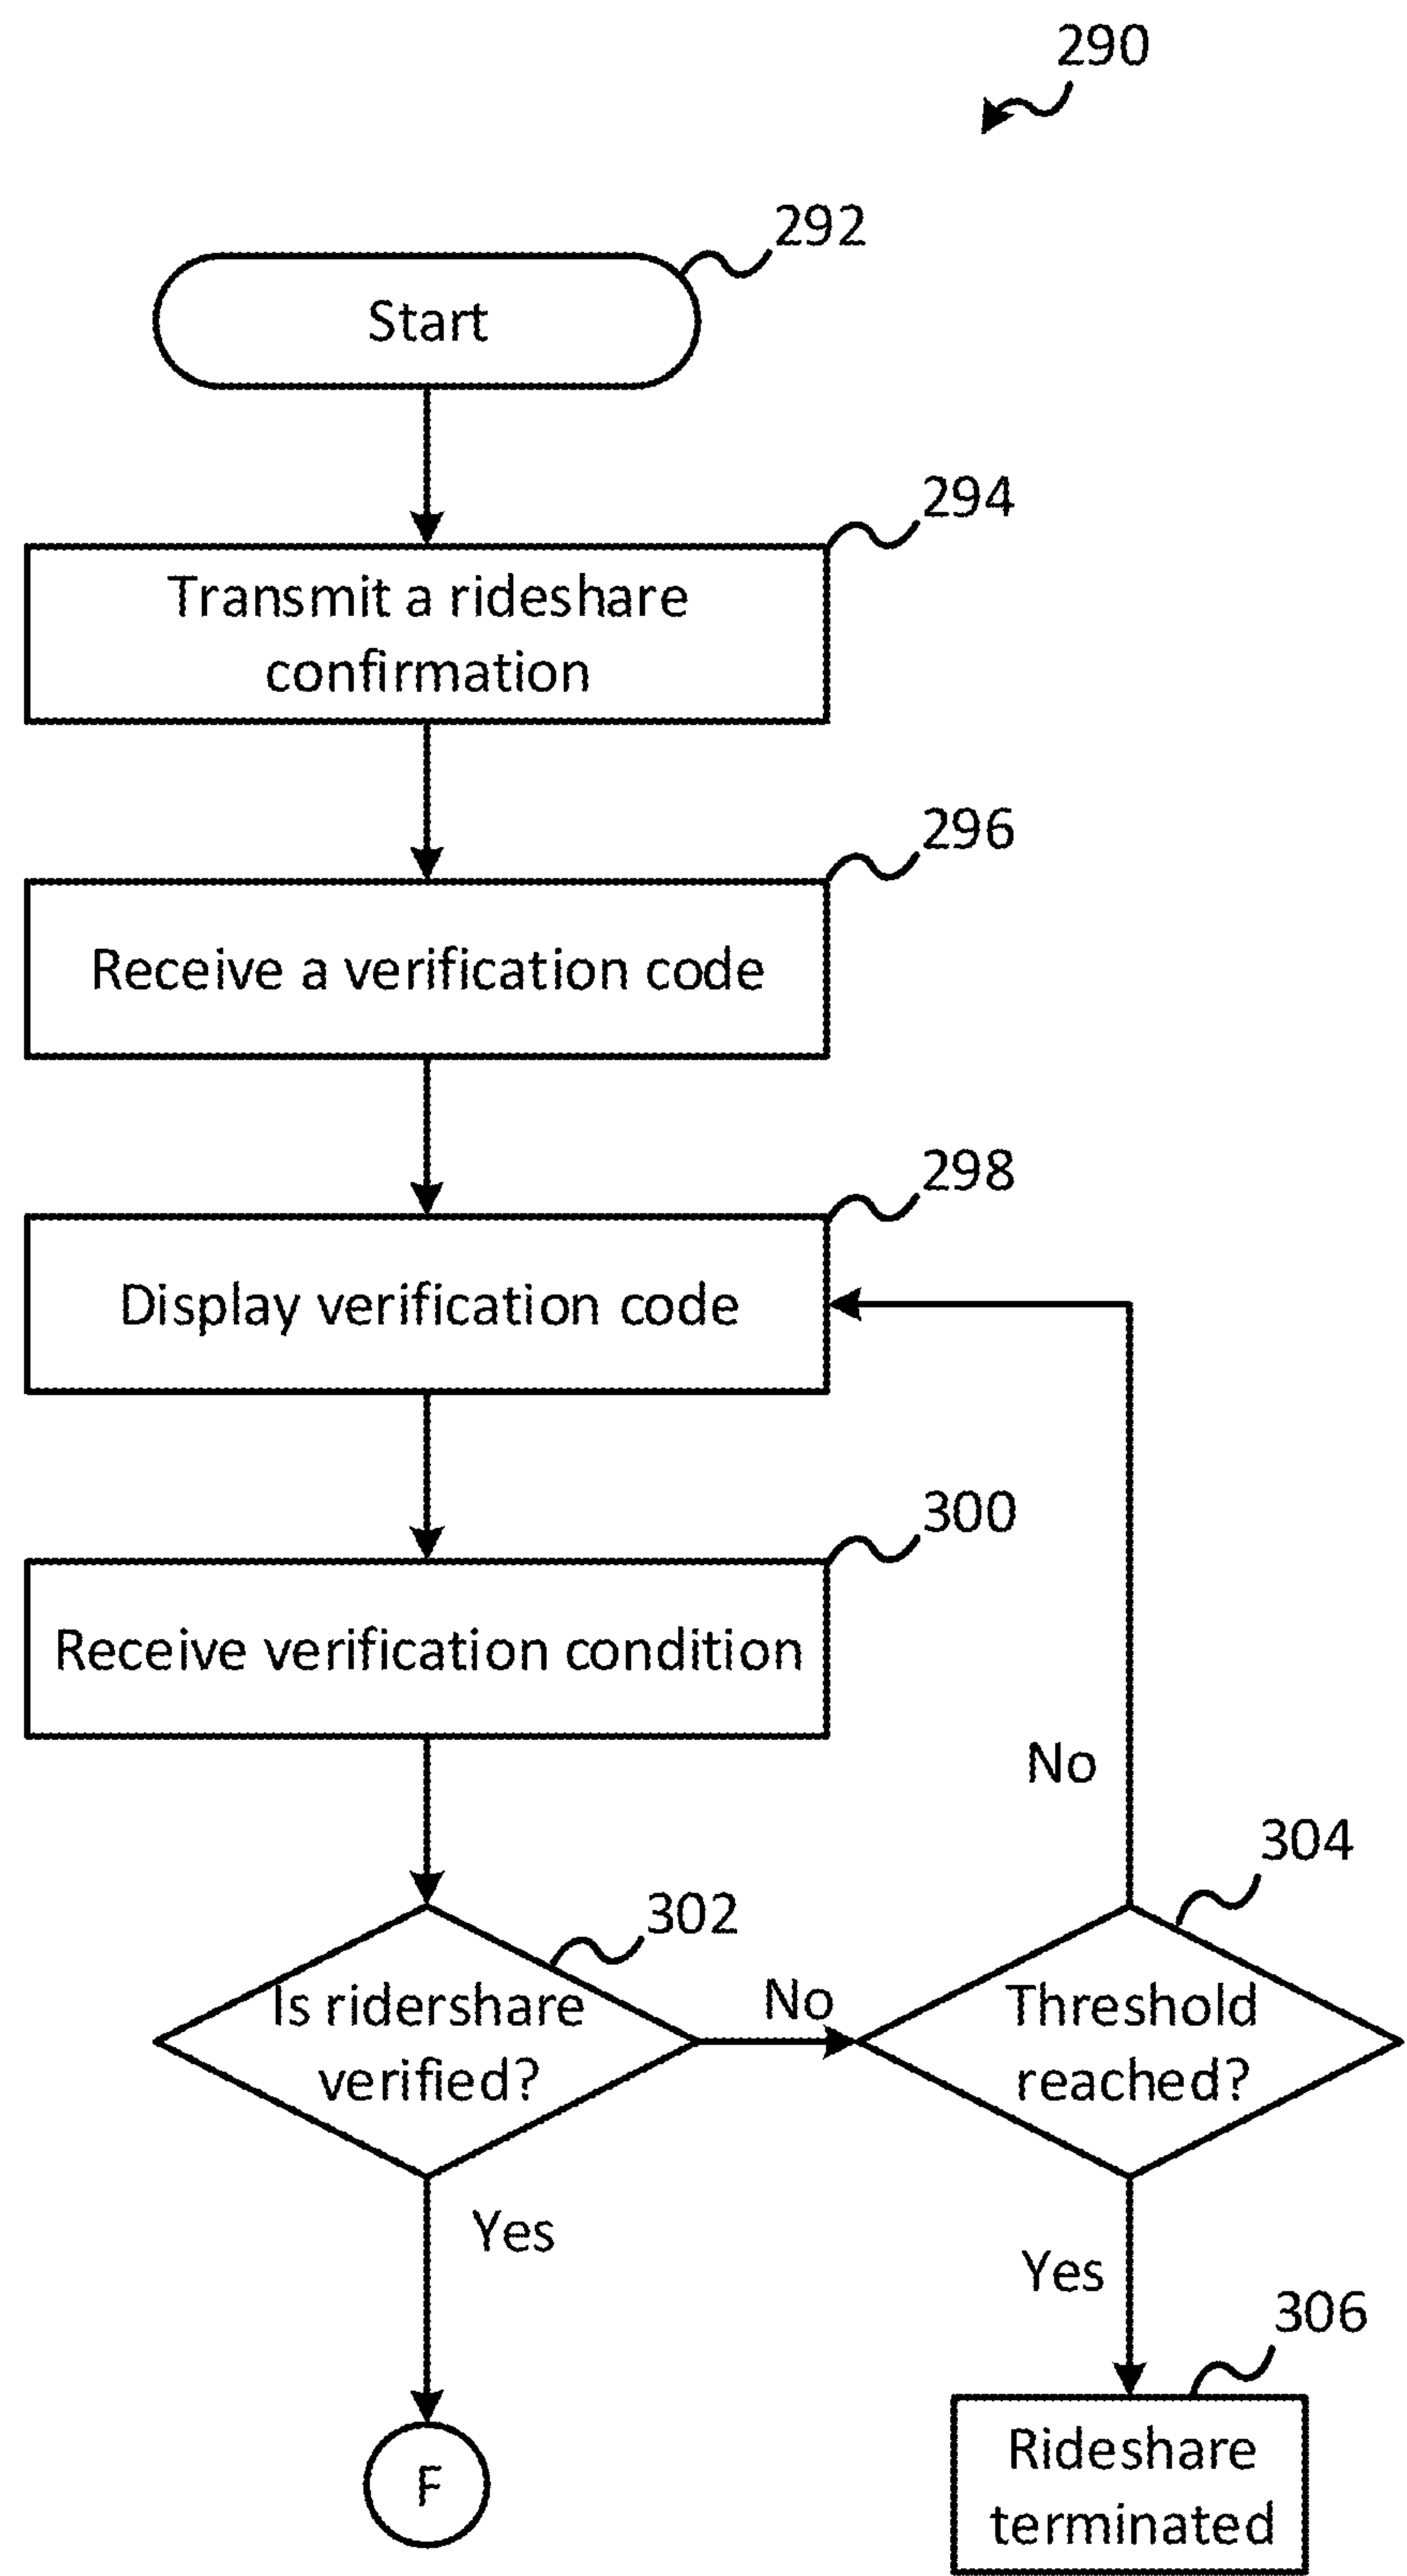 290
292
Start
294
Transmit a rideshare
confirmation
296
Receive a verification code
298
Display verification code
300
Receive verification condition
No
304
302
Is ridershare
verified?
No
Threshold
reached?
Yes
Yes
306
F
Rideshare
terminated